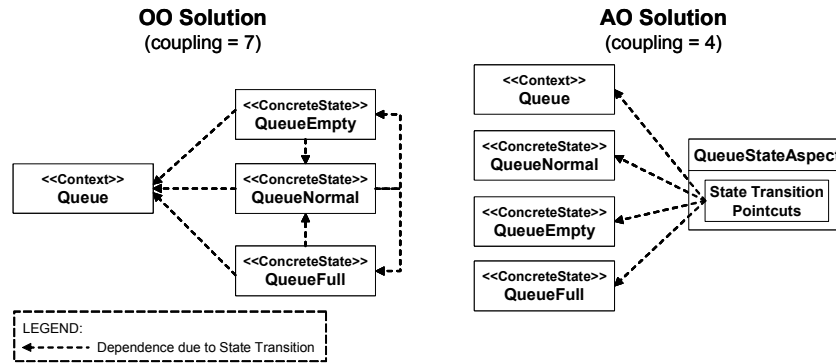 OO Solution
(coupling = 7)
<<ConcreteState>>
QueueEmpty
<<Context>>
Queue
<<ConcreteState>>
QueueNormal
<<ConcreteState>>
QueueFull
LEGEND:
Dependence due to State Transition
AO Solution
(coupling = 4)
<<Context>>
Queue
<<ConcreteState>>
QueueNormal
<<ConcreteState>>
QueueEmpty
<<ConcreteState>>
QueueFull
QueueStateAspect
State Transition
Pointcuts